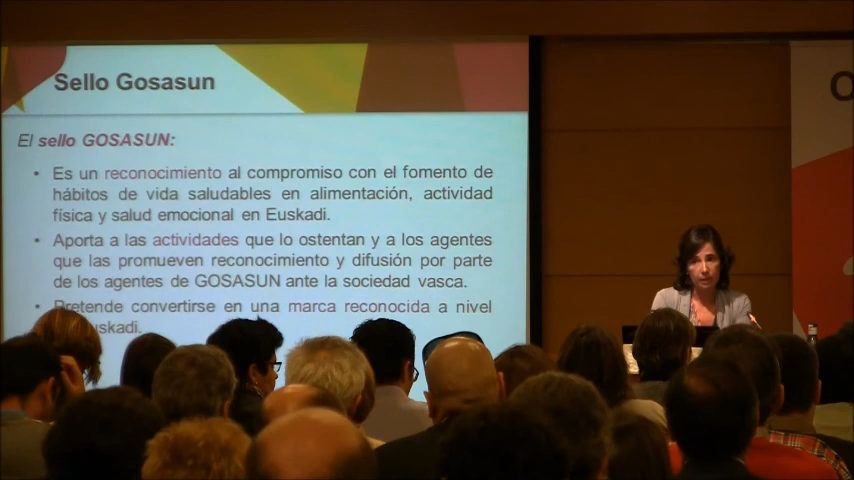 Sello Gosasun
El sello GOSASUN:
• Es un reconocimiento al compromiso con el fomento de
hábitos de vida saludables en alimentación, actividad
física y salud emocional en Euskadi.
• Aporta a las actividades que lo ostentan y a los agentes
que las promueven reconocimiento y difusión por parte
de los agentes de GOSASUN ante la sociedad vasca.
• Pretende convertirse en una marca reconocida a nivel
uskadi.
O